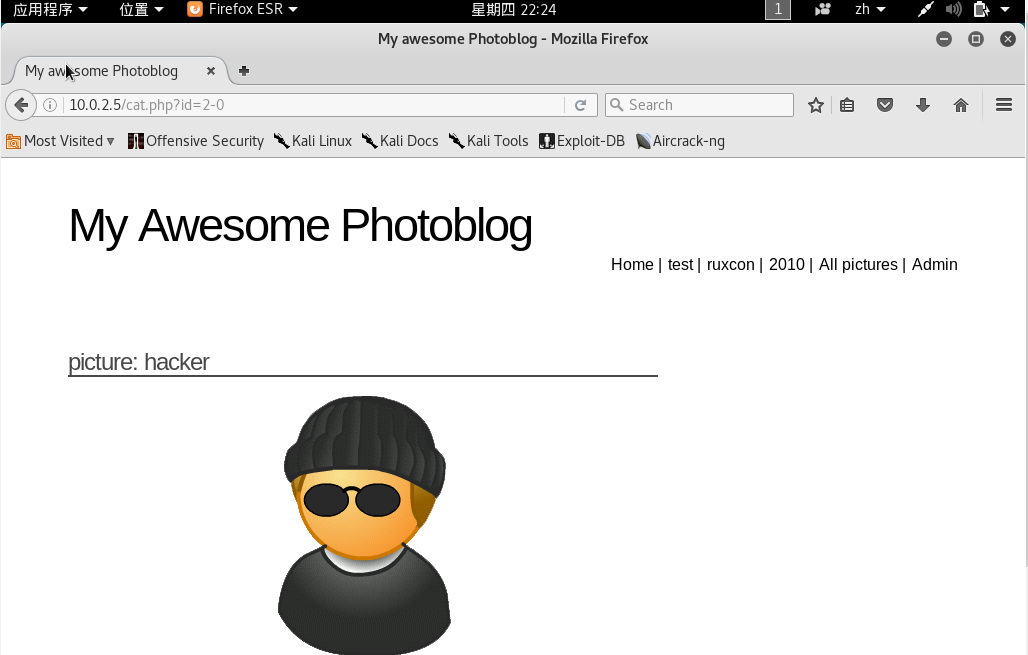 应用程序 位置 Firefox ESR 星期四 22:24 1 zh
My awesome Photoblog - Mozilla Firefox
My awesome Photoblog
10.0.2.5/cat.php?id=2-0 Search
Most Visited Offensive Security Kali Linux Kali Docs Kali Tools Exploit-DB Aircrack-ng
My Awesome Photoblog
Home | test | ruxcon | 2010 | All pictures | Admin
picture: hacker